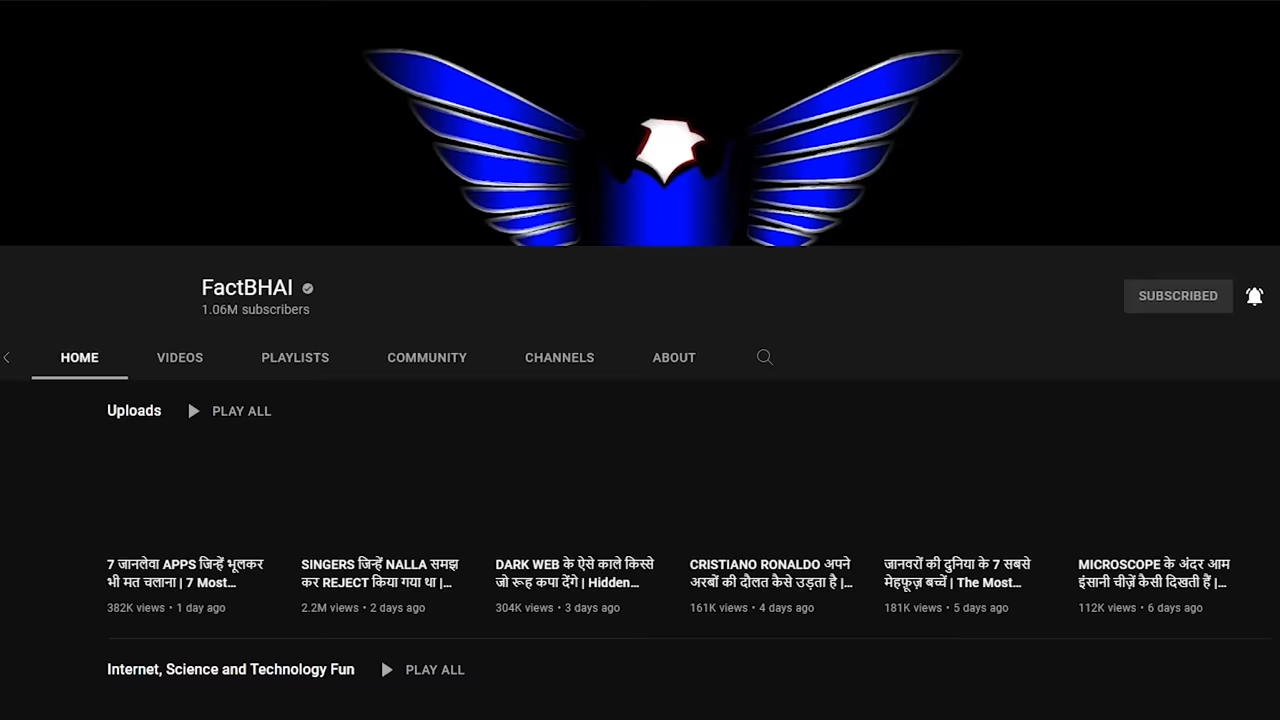 FactBHAI
1.06M subscribers
SUBSCRIBED
HOME VIDEOS PLAYLISTS COMMUNITY CHANNELS ABOUT
Uploads PLAY ALL
7 जानलेवा APPS जिन्हें भूलकर
भी मत चलाना | 7 Most...
382K views • 1 day ago
SINGERS जिन्हें NALLA समझ
कर REJECT किया गया था |...
2.2M views • 2 days ago
DARK WEB के ऐसे काले किस्से
जो रूह कपा देंगे | Hidden...
304K views • 3 days ago
CRISTIANO RONALDO अपने
अरबों की दौलत कैसे उड़ता है |...
161K views • 4 days ago
जानवरों की दुनिया के 7 सबसे
मेहफ़ूज़ बच्चें | The Most...
181K views • 5 days ago
MICROSCOPE के अंदर आम
इंसानी चीज़ें कैसी दिखती हैं |...
112K views • 6 days ago
Internet, Science and Technology Fun PLAY ALL